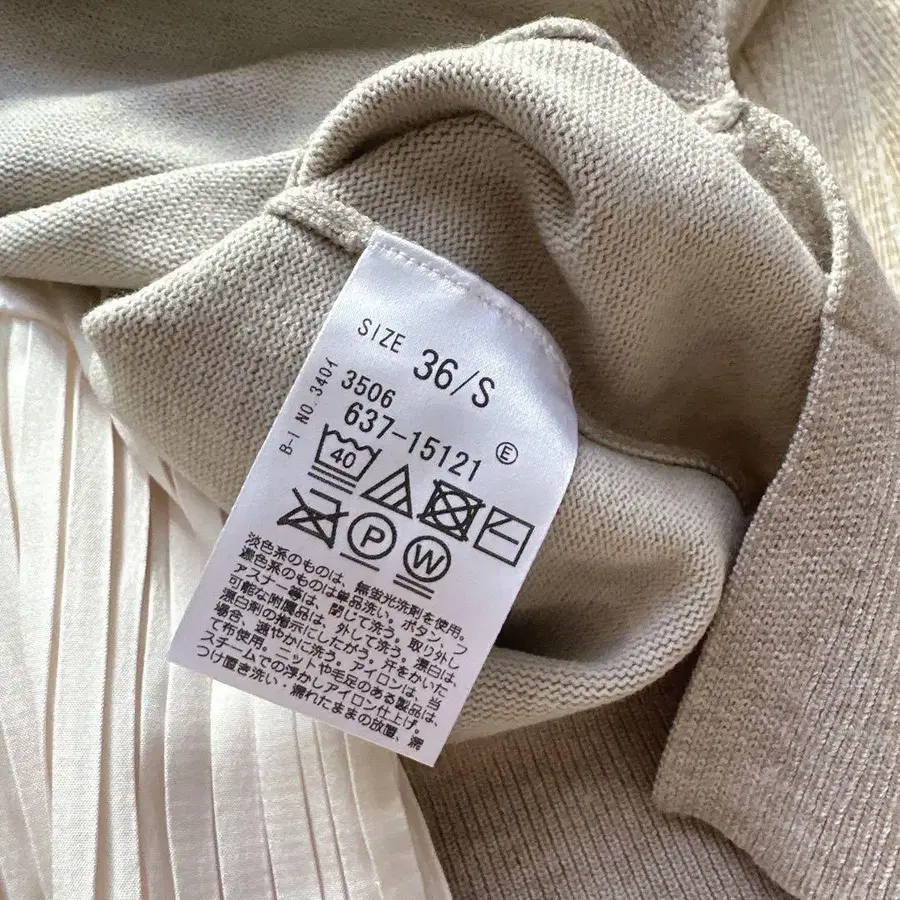 SIZE 36/S
B-I NO.3401
3506
637-15121 Ⓔ
40
P W
淡色系のものは、無蛍光洗剤を使用。
濃色系のものは単品洗い。ボタン、フ
ァスナー等は、閉じて洗う。取り外し
可能な附属品は、外して洗う。漂白は、
漂白剤の指示にしたがう。汗をかいた
場合、速やかに洗う。アイロンは、当
て布使用。ニットや毛足のある製品は、
スチームでの浮かしアイロン仕上げ。
つけ置き洗い・濡れたままの放置、濡